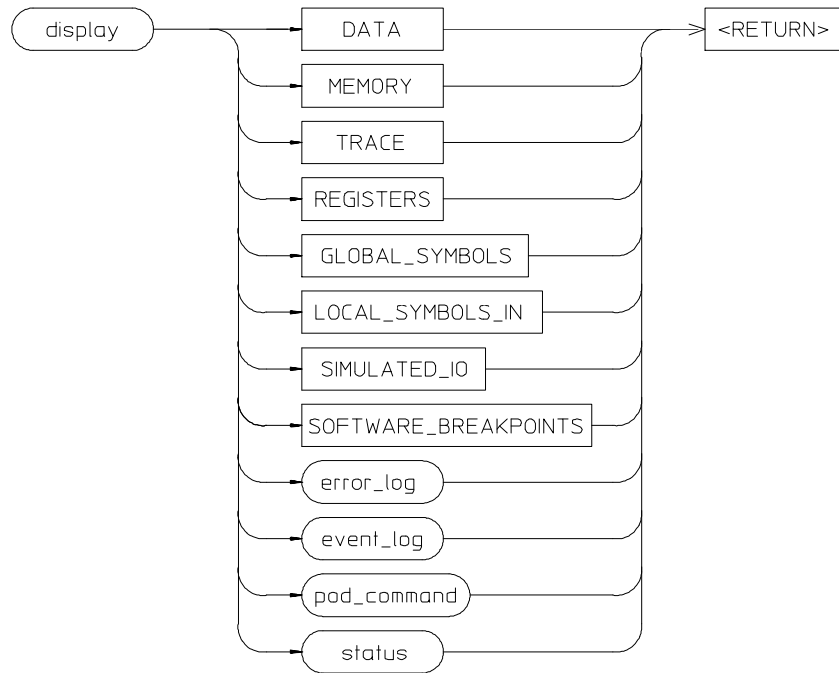 display
DATA
<RETURN>
MEMORY
TRACE
REGISTERS
GLOBAL_SYMBOLS
LOCAL_SYMBOLS_IN
SIMULATED_IO
SOFTWARE_BREAKPOINTS
error_log
event_log
pod_command
status